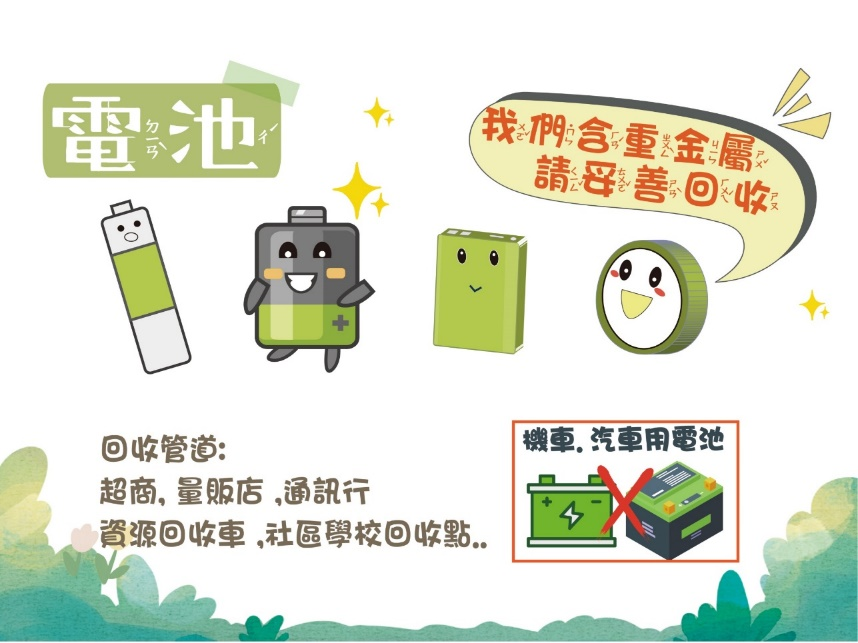 電池
ㄉㄧㄢˋ ㄔˊ
我們含重金屬
請妥善回收
回收管道:
超商, 量販店 ,通訊行
資源回收車 ,社區學校回收點..
機車. 汽車用電池